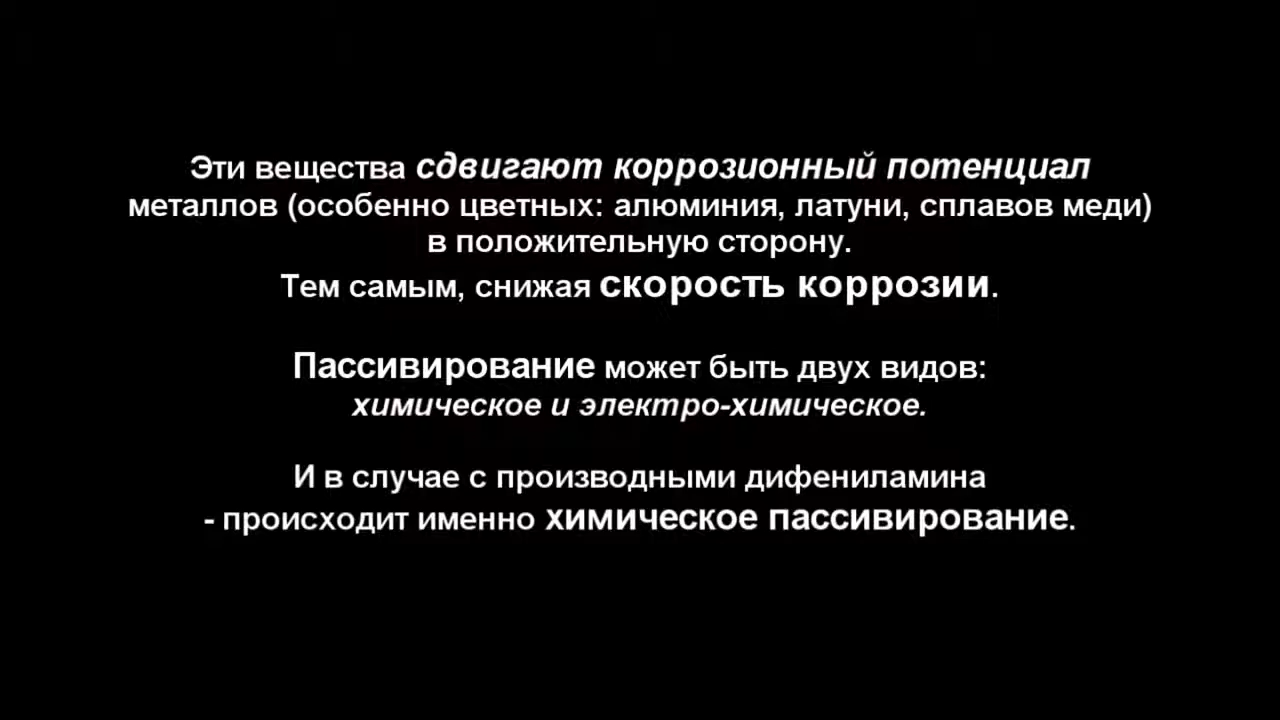 Эти вещества сдвигают коррозионный потенциал
металлов (особенно цветных: алюминия, латуни, сплавов меди)
в положительную сторону.
Тем самым, снижая скорость коррозии.
Пассивирование может быть двух видов:
химическое и электро-химическое.
И в случае с производными дифениламина
- происходит именно химическое пассивирование.